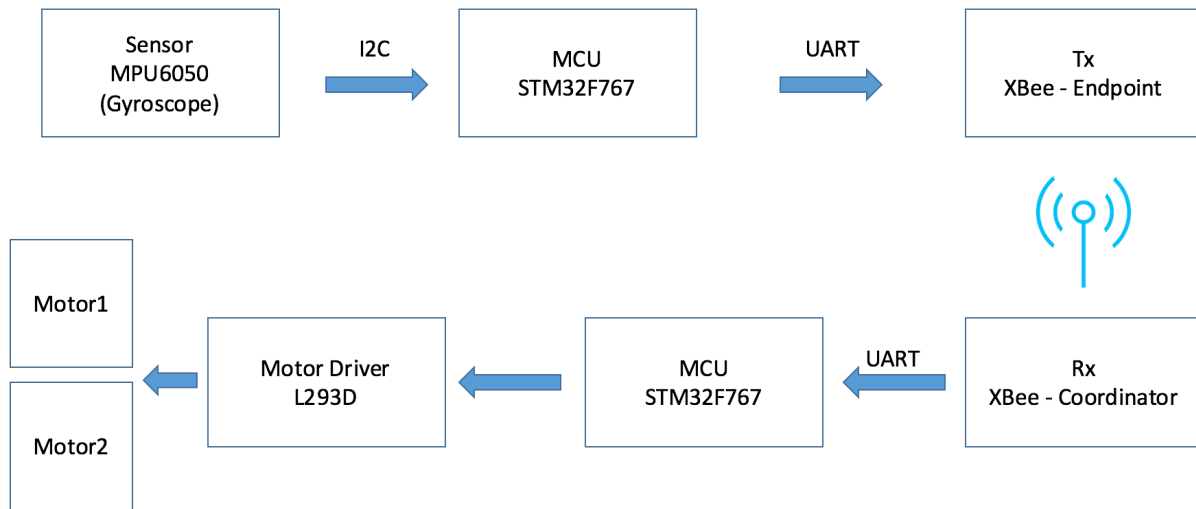 Sensor
MPU6050
(Gyroscope)
I2C
MCU
STM32F767
UART
Tx
XBee - Endpoint
Motor1
Motor2
Motor Driver
L293D
MCU
STM32F767
UART
Rx
XBee - Coordinator